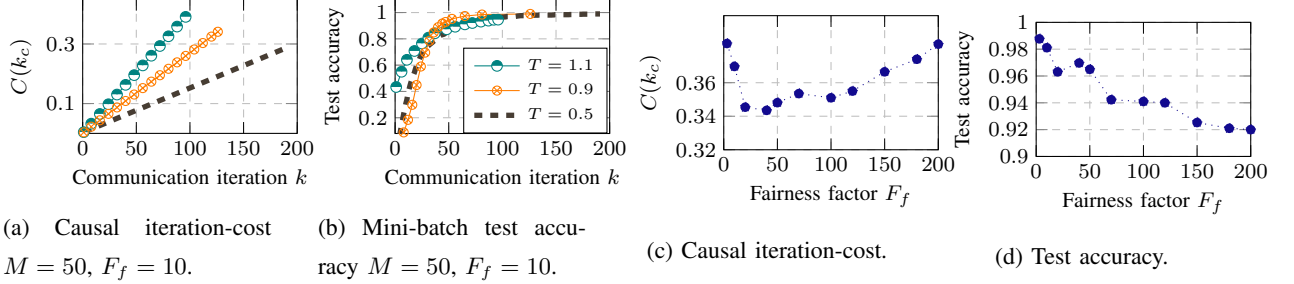 C(k_c)
0.3
0.1
0 50 100 150 200
Communication iteration k
(a) Causal iteration-cost
M = 50, F_f = 10.
Test accuracy
1
0.8
0.6
0.4
0.2
T = 1.1
T = 0.9
T = 0.5
0 50 100 150 200
Communication iteration k
(b) Mini-batch test accu-
racy M = 50, F_f = 10.
C(k_c)
0.36
0.34
0.32
0 50 100 150 200
Fairness factor F_f
(c) Causal iteration-cost.
Test accuracy
1
0.98
0.96
0.94
0.92
0.9
0 50 100 150 200
Fairness factor F_f
(d) Test accuracy.